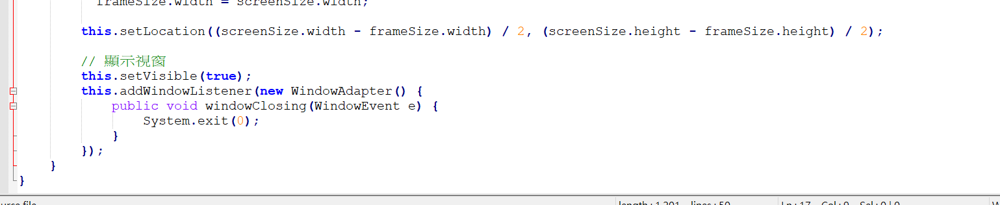 frameSize.width = screenSize.width;
this.setLocation((screenSize.width - frameSize.width) / 2, (screenSize.height - frameSize.height) / 2);
// 顯示視窗
this.setVisible(true);
this.addWindowListener(new WindowAdapter() {
public void windowClosing(WindowEvent e) {
System.exit(0);
}
});
}
}
urce file length : 1,201 lines : 50 Ln : 17 Col : 9 Sel : 0 | 0